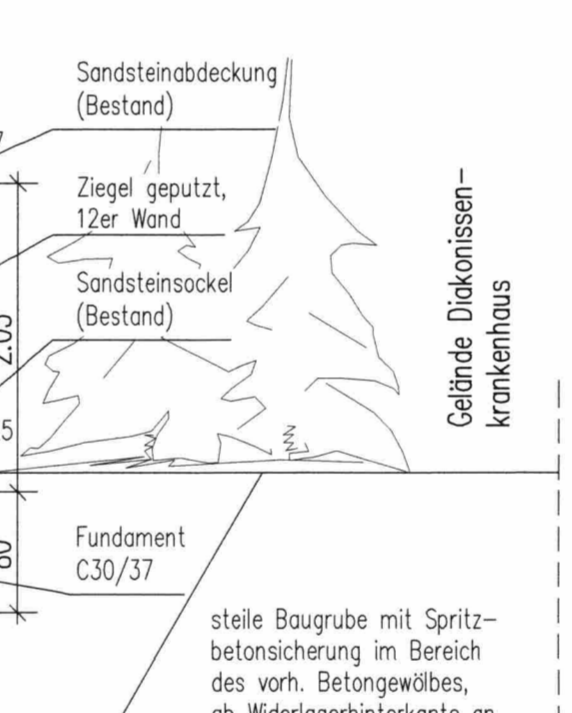 Sandsteinabdeckung
(Bestand)
Ziegel geputzt,
12er Wand
Sandsteinsockel
(Bestand)
Gelände Diakonissen-
krankenhaus
5
Fundament
C30/37
steile Baugrube mit Spritz-
betonsicherung im Bereich
des vorh. Betongewölbes,